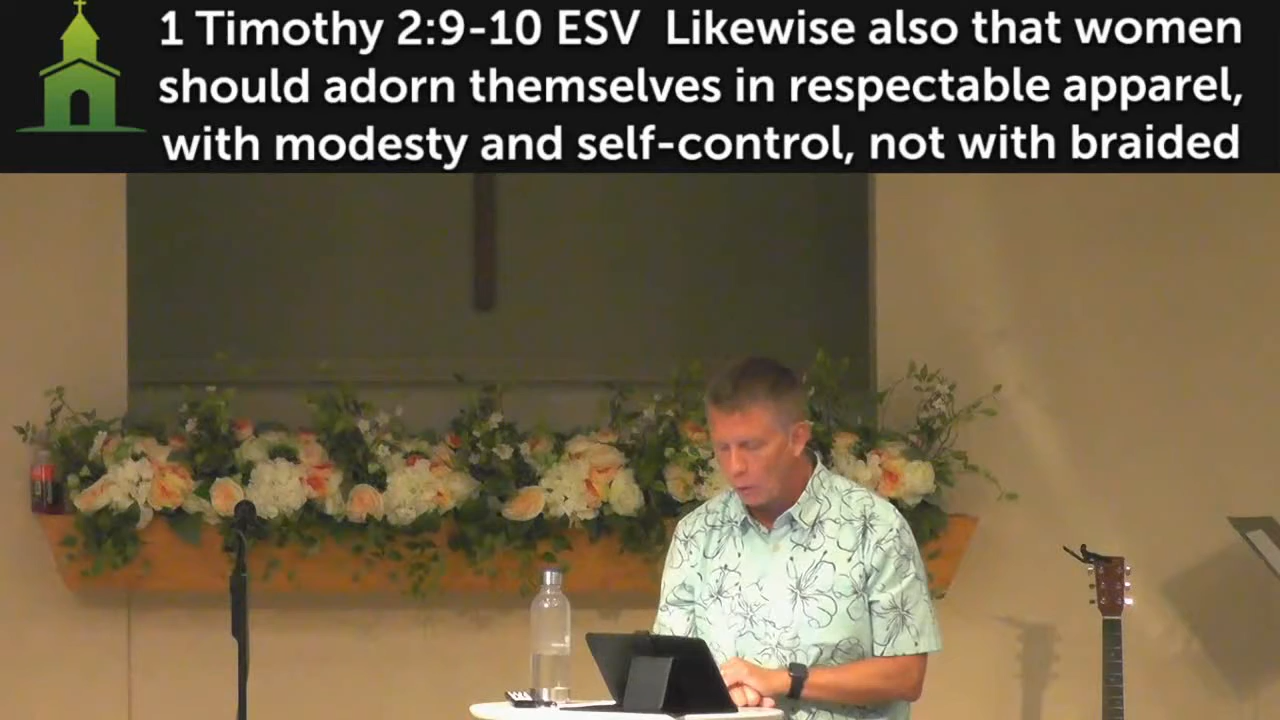 1 Timothy 2:9-10 ESV  Likewise also that women
should adorn themselves in respectable apparel,
with modesty and self-control, not with braided